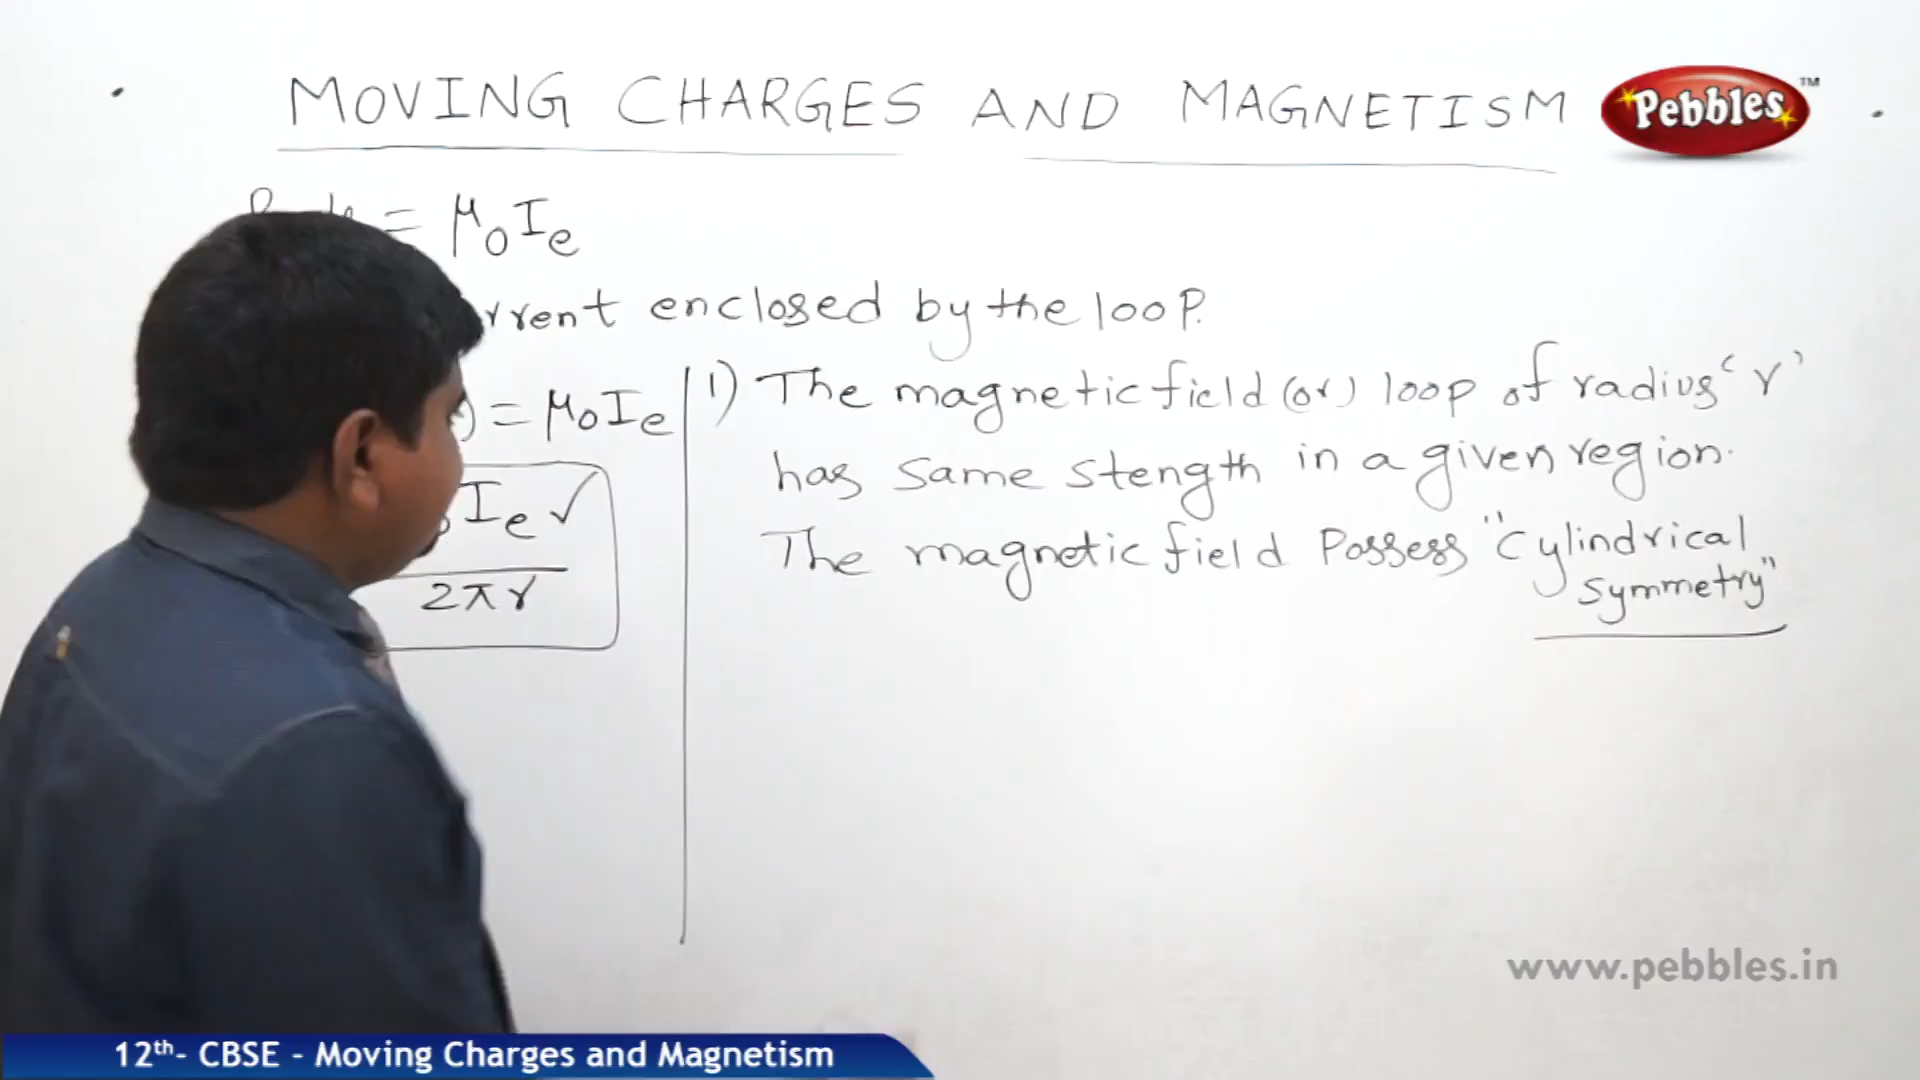 MOVING CHARGES AND MAGNETISM
Pebbles™
= μ₀Iₑ
enclosed by the loop.
= μ₀Iₑ
1) The magnetic field (or) loop of radius 'r'
has same stength in a given region.
Iₑ ✓
The magnetic field Possess "Cylindrical
Symmetry"
2πr
www.pebbles.in
12th- CBSE - Moving Charges and Magnetism